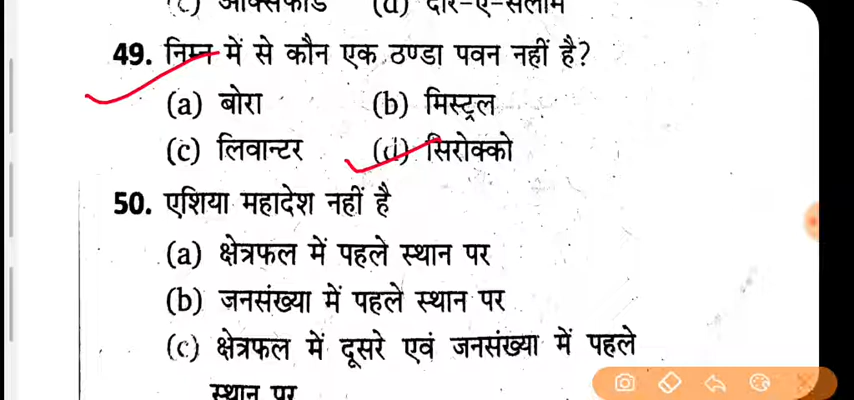 (c) ऑक्सफोर्ड (d) दार-ए-सलाम
49. निम्न में से कौन एक ठण्डा पवन नहीं है?
(a) बोरा (b) मिस्ट्रल
(c) लिवान्टर (d) सिरोक्को
50. एशिया महादेश नहीं है
(a) क्षेत्रफल में पहले स्थान पर
(b) जनसंख्या में पहले स्थान पर
(c) क्षेत्रफल में दूसरे एवं जनसंख्या में पहले
स्थान पर